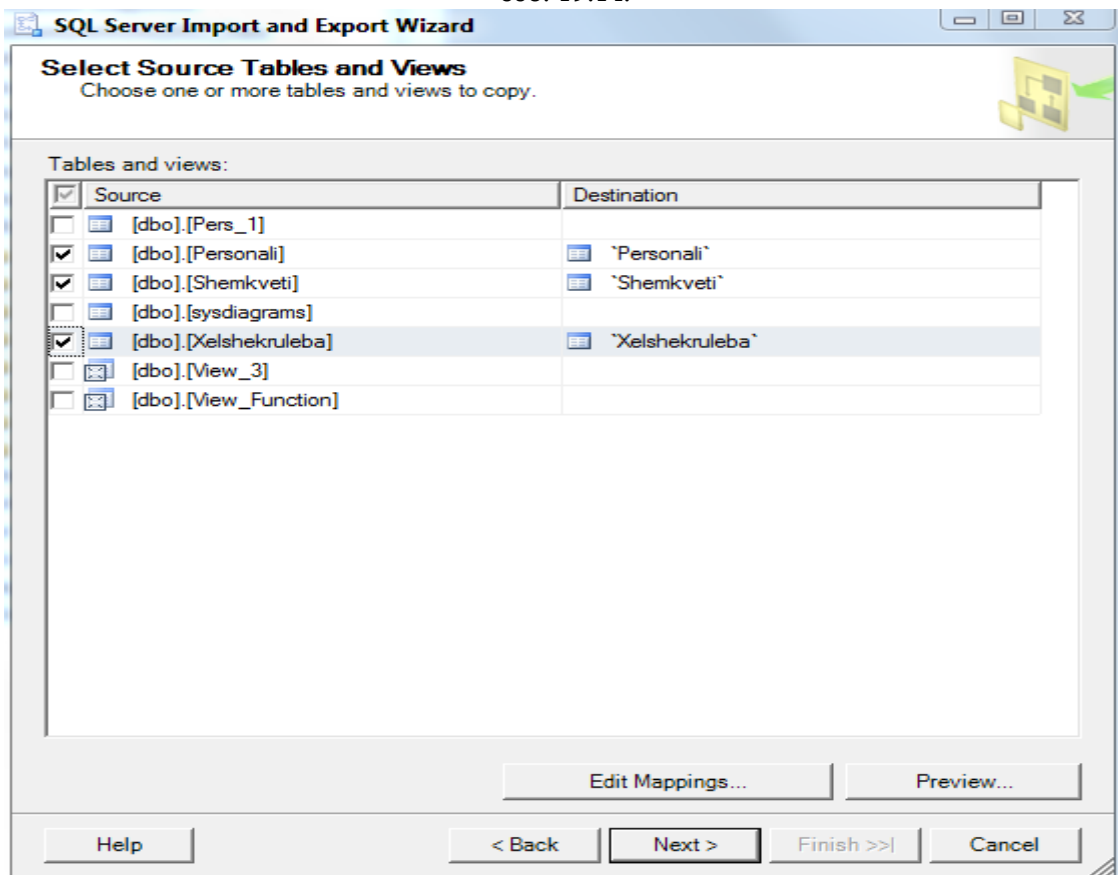 SQL Server Import and Export Wizard
Select Source Tables and Views
Choose one or more tables and views to copy.
Tables and views:
Source Destination
[dbo].[Pers_1]
[dbo].[Personali] `Personali`
[dbo].[Shemkveti] `Shemkveti`
[dbo].[sysdiagrams]
[dbo].[Xelshekruleba] `Xelshekruleba`
[dbo].[View_3]
[dbo].[View_Function]
Edit Mappings... Preview...
Help < Back Next > Finish >>| Cancel